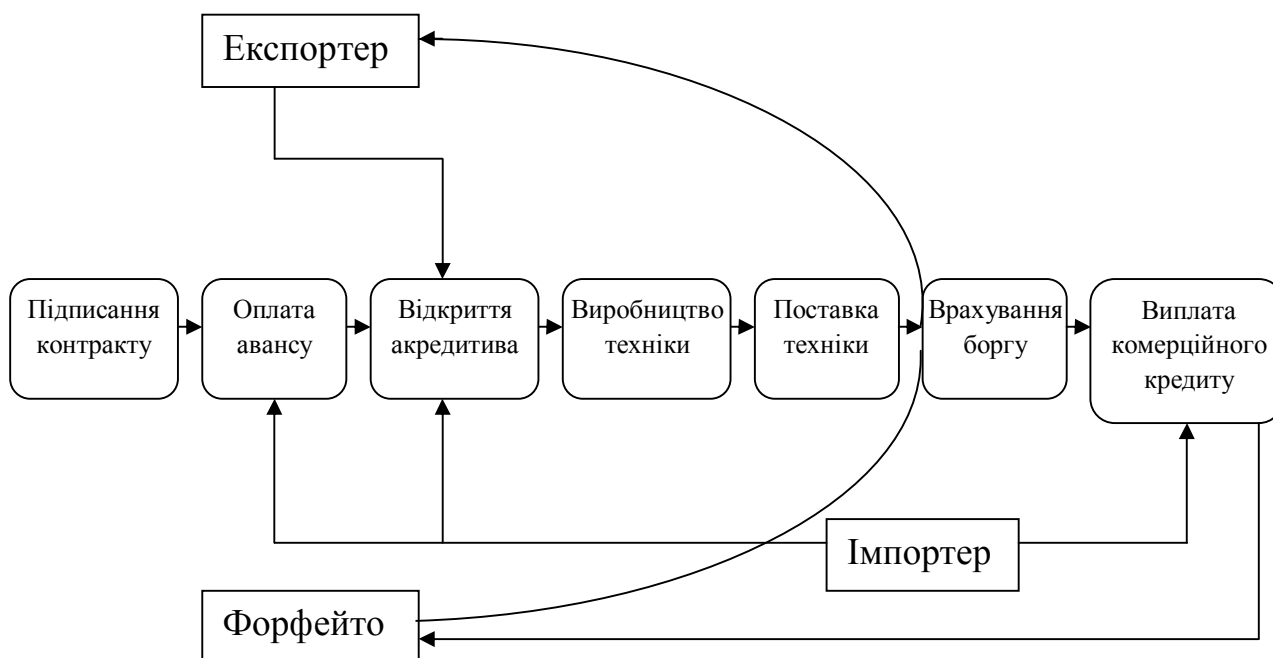 Експортер
Підписання
контракту
Оплата
авансу
Відкриття
акредитива
Виробництво
техніки
Поставка
техніки
Врахування
боргу
Виплата
комерційного
кредиту
Імпортер
Форфейто